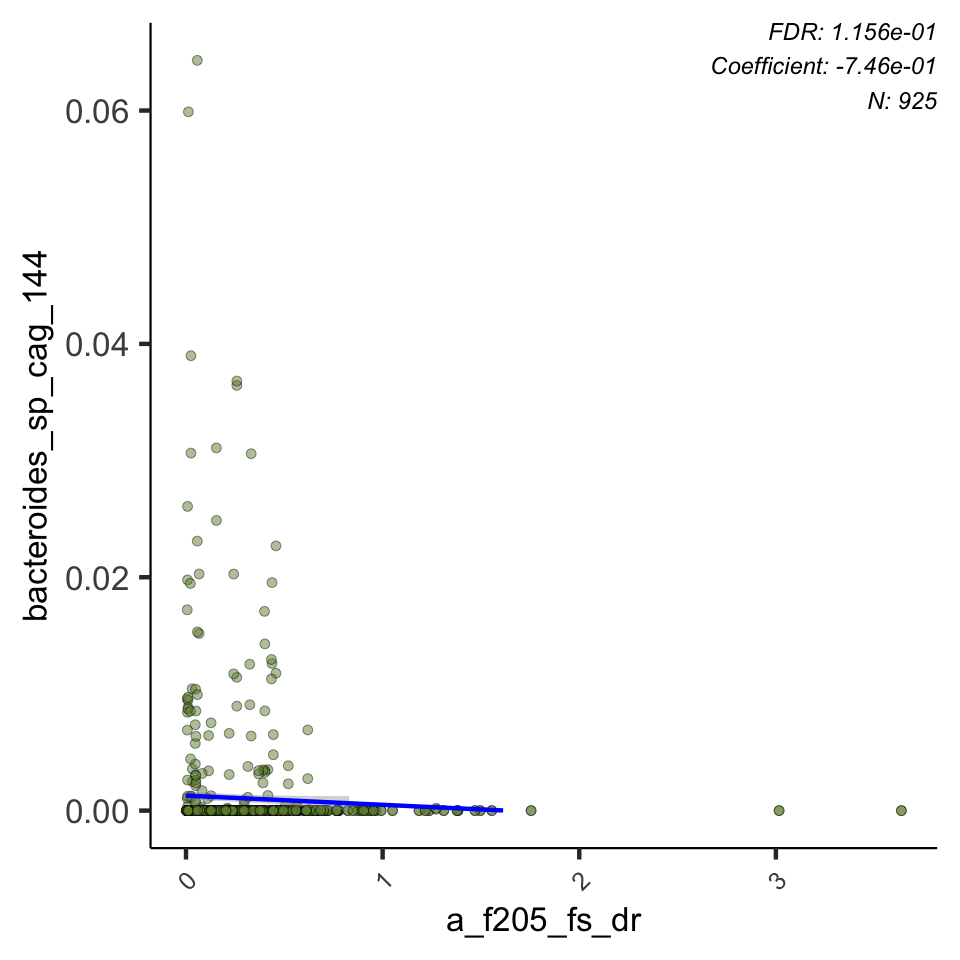 FDR: 1.156e-01
Coefficient: -7.46e-01
N: 925
0.06
0.04
0.02
0.00
bacteroides_sp_cag_144
0
1
2
3
a_f205_fs_dr